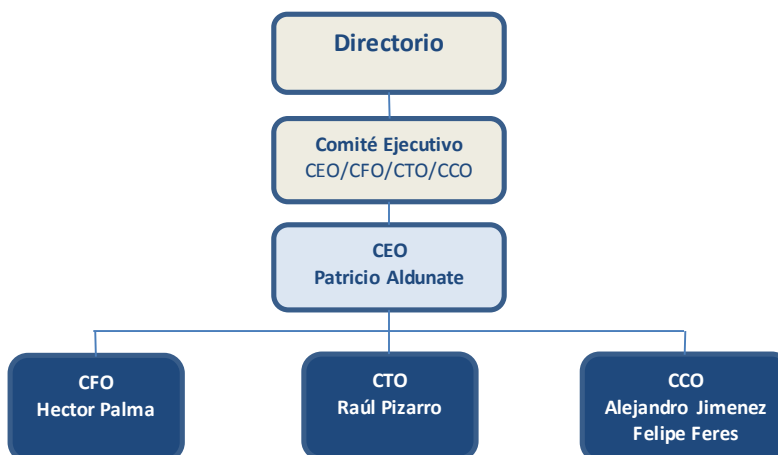 Directorio
Comité Ejecutivo
CEO/CFO/CTO/CCO
CEO
Patricio Aldunate
CFO
Hector Palma
CTO
Raúl Pizarro
CCO
Alejandro Jimenez
Felipe Feres